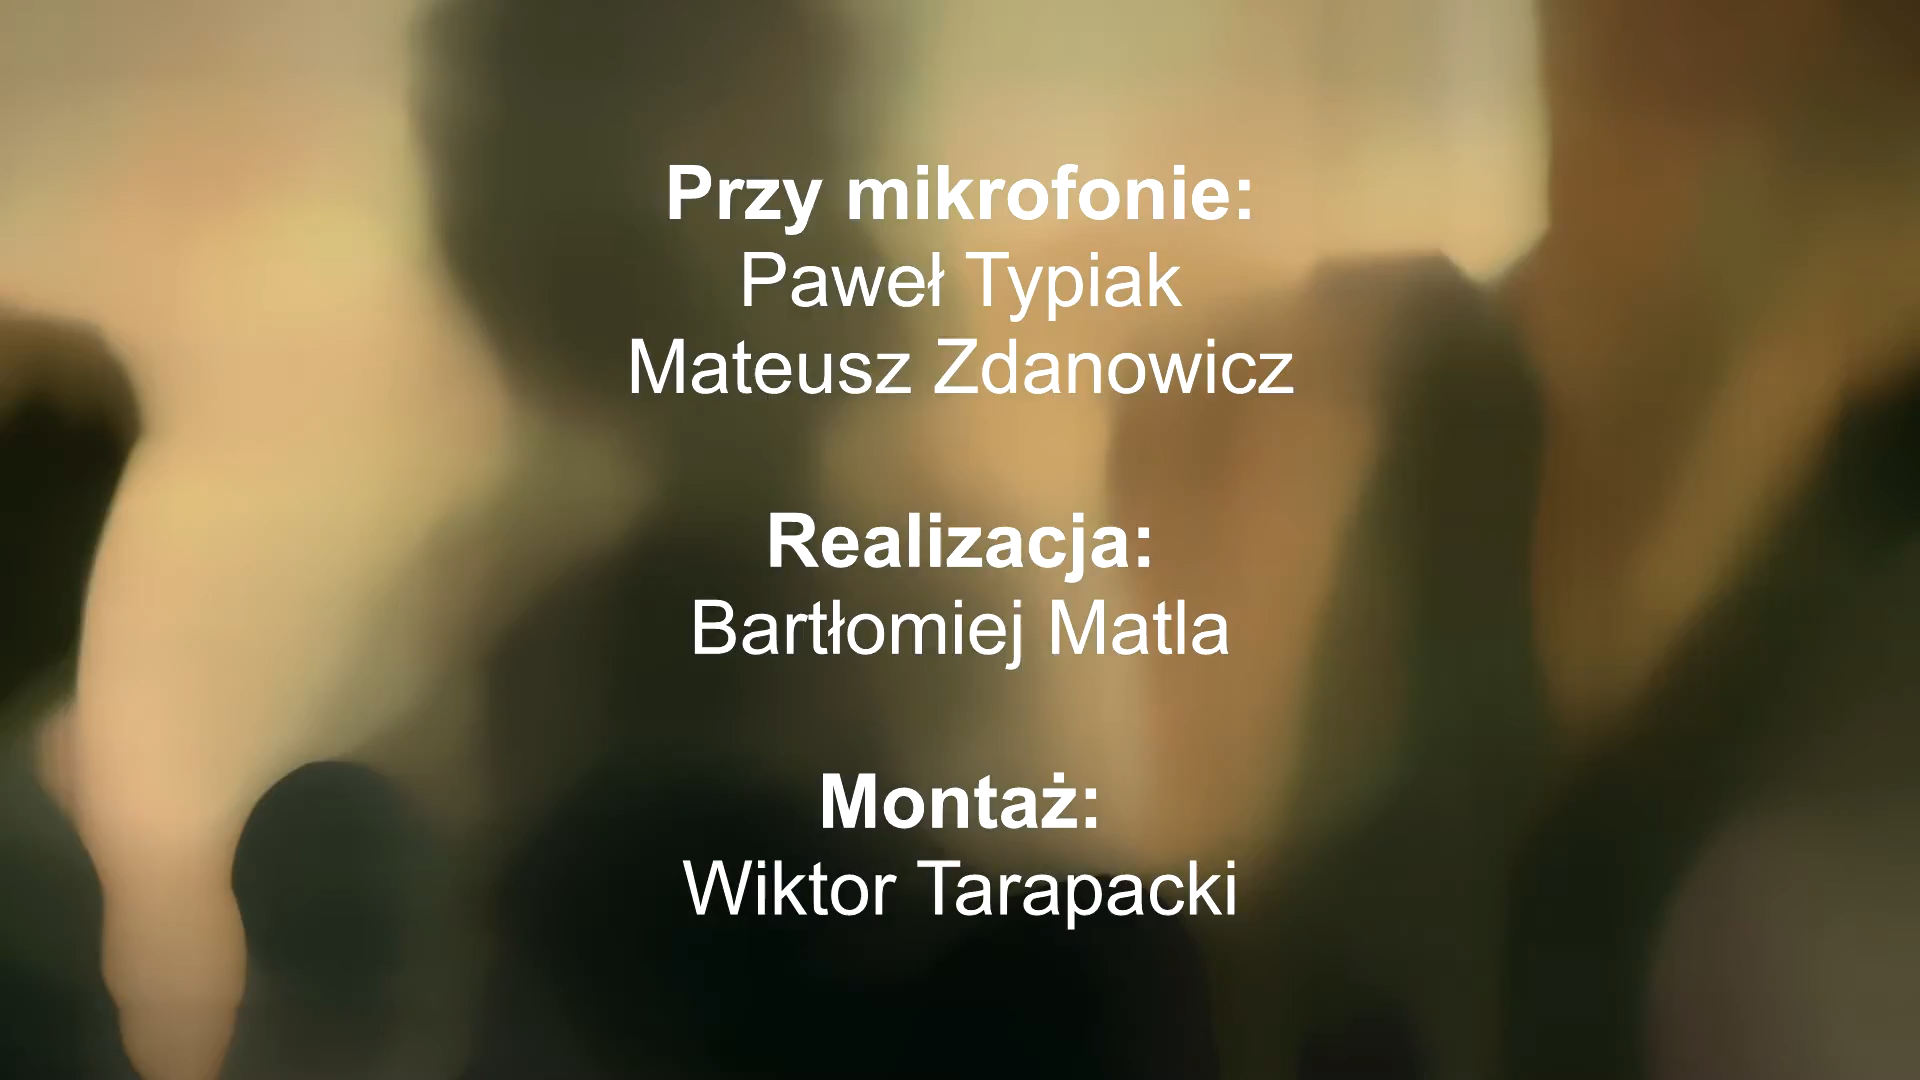 Przy mikrofonie:
Paweł Typiak
Mateusz Zdanowicz
Realizacja:
Bartłomiej Matla
Montaż:
Wiktor Tarapacki